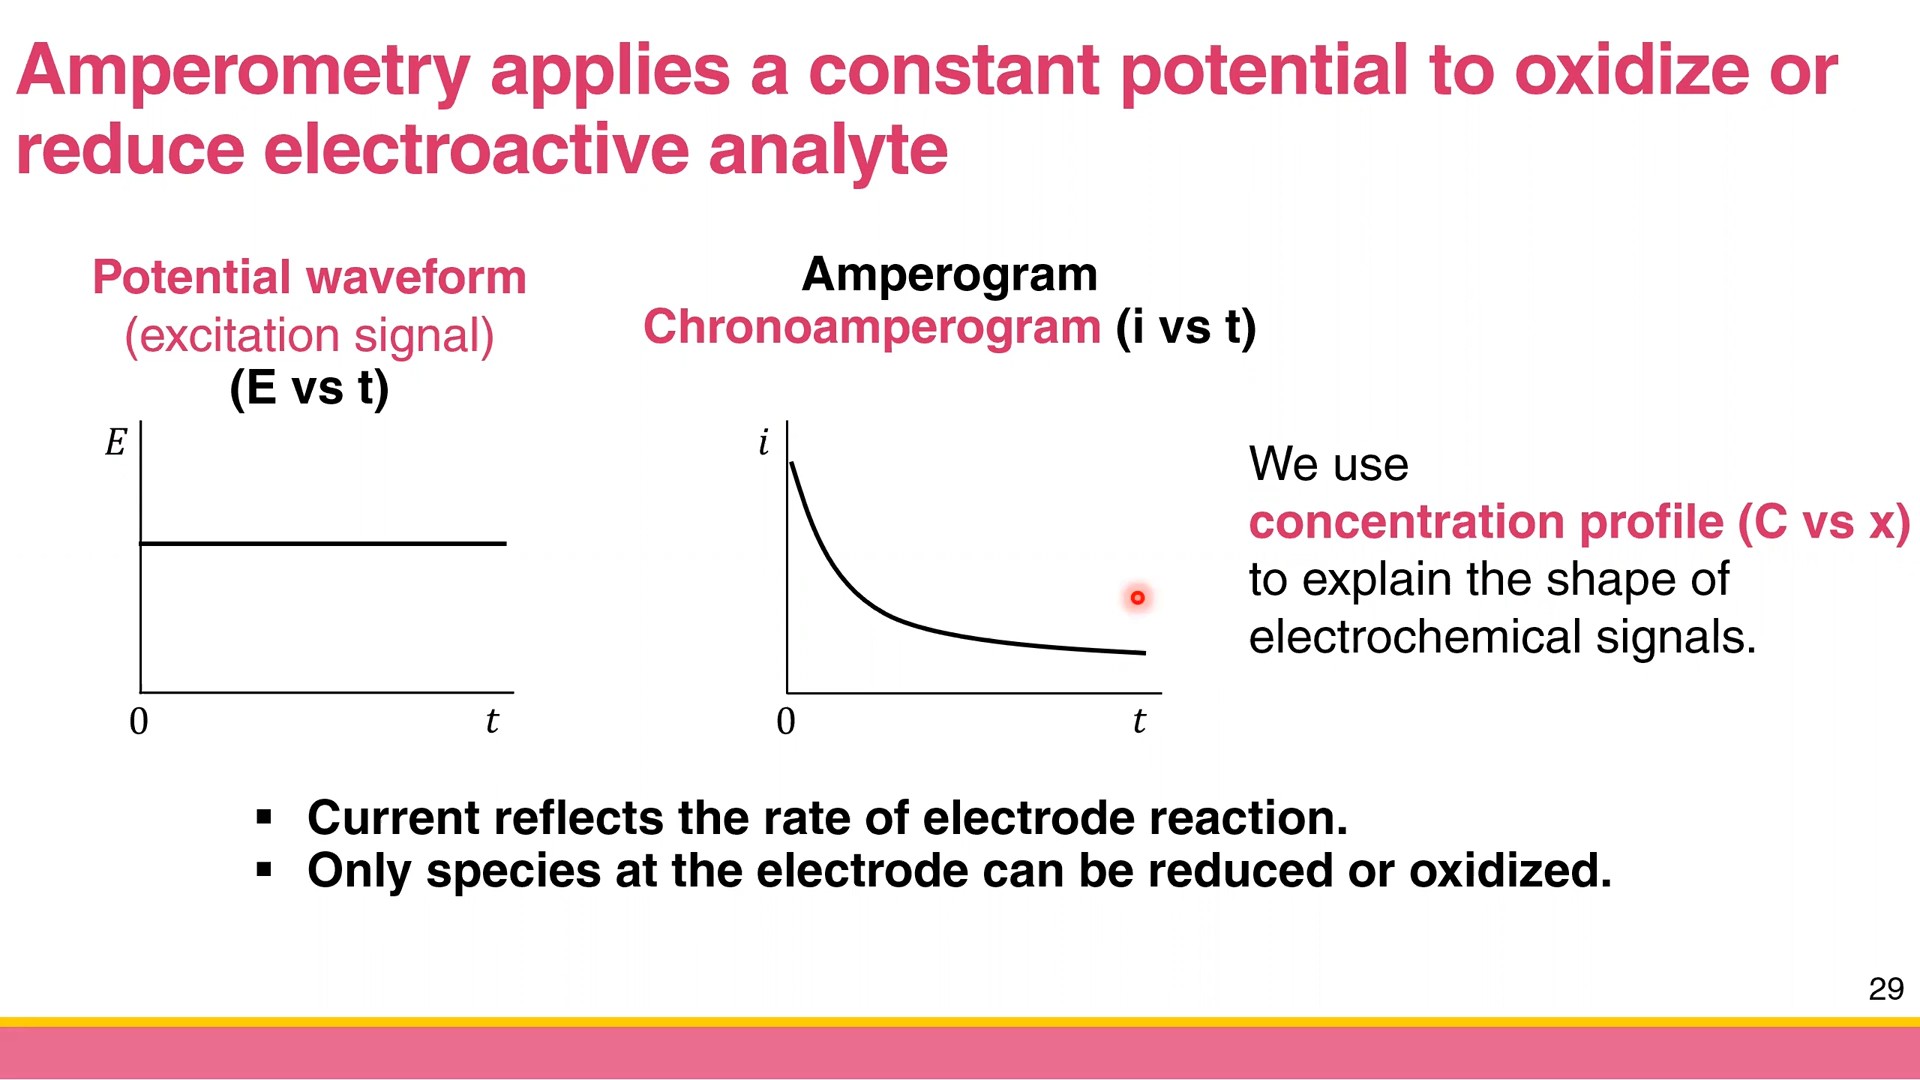 Amperometry applies a constant potential to oxidize or
reduce electroactive analyte
Potential waveform
(excitation signal)
(E vs t)
E
0
t
Amperogram
Chronoamperogram (i vs t)
i
0
t
We use
concentration profile (C vs x)
to explain the shape of
electrochemical signals.
▪ Current reflects the rate of electrode reaction.
▪ Only species at the electrode can be reduced or oxidized.
29